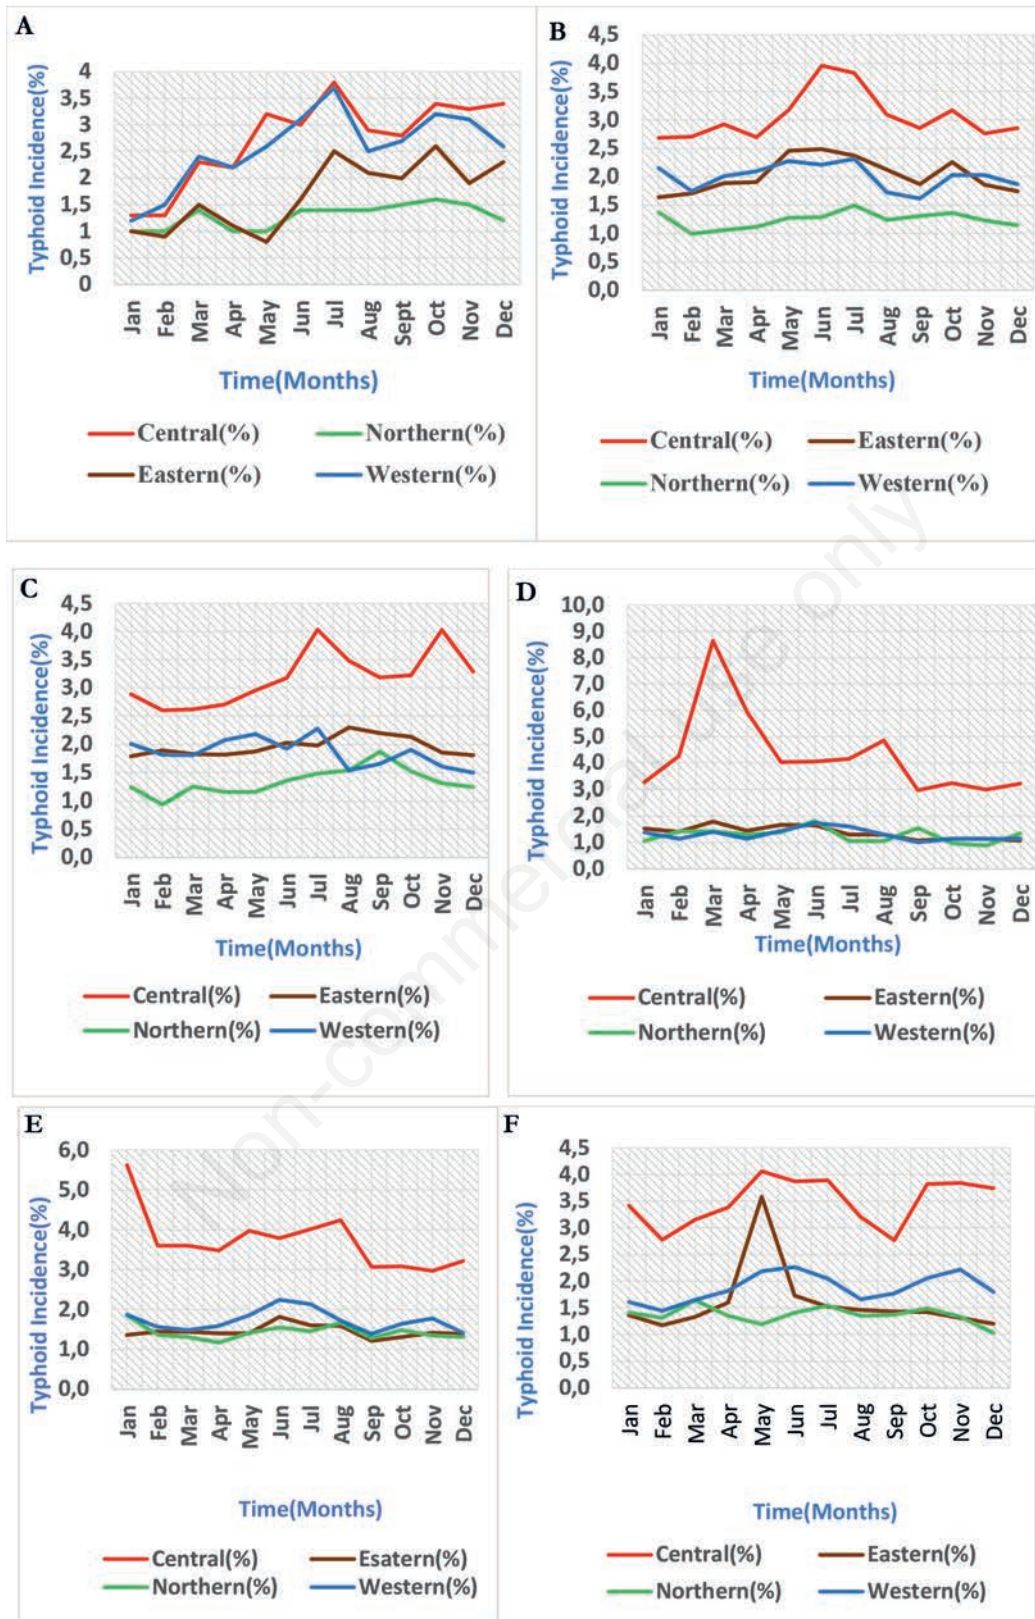 A
Typhoid Incidence(%)
4
3,5
3
2,5
2
1,5
1
0,5
0
Jan Feb Mar Apr May Jun Jul Aug Sept Oct Nov Dec
Time(Months)
Central(%) Northern(%)
Eastern(%) Western(%)
B
Typhoid Incidence(%)
4,5
4,0
3,5
3,0
2,5
2,0
1,5
1,0
0,5
0,0
Jan Feb Mar Apr May Jun Jul Aug Sep Oct Nov Dec
Time(Months)
Central(%) Eastern(%)
Northern(%) Western(%)
C
Typhoid Incidence(%)
4,5
4,0
3,5
3,0
2,5
2,0
1,5
1,0
0,5
0,0
Jan Feb Mar Apr May Jun Jul Aug Sep Oct Nov Dec
Time(Months)
Central(%) Eastern(%)
Northern(%) Western(%)
D
Typhoid Incidence(%)
10,0
9,0
8,0
7,0
6,0
5,0
4,0
3,0
2,0
1,0
0,0
Jan Feb Mar Apr May Jun Jul Aug Sep Oct Nov Dec
Time(Months)
Central(%) Eastern(%)
Northern(%) Western(%)
E
Typhoid Incidence(%)
6,0
5,0
4,0
3,0
2,0
1,0
0,0
Jan Feb Mar Apr May Jun Jul Aug Sep Oct Nov Dec
Time(Months)
Central(%) Esatern(%)
Northern(%) Western(%)
F
Typhoid Incidence(%)
4,5
4,0
3,5
3,0
2,5
2,0
1,5
1,0
0,5
0,0
Jan Feb Mar Apr May Jun Jul Aug Sep Oct Nov Dec
Time(Months)
Central(%) Eastern(%)
Northern(%) Western(%)
Non-commercial use only